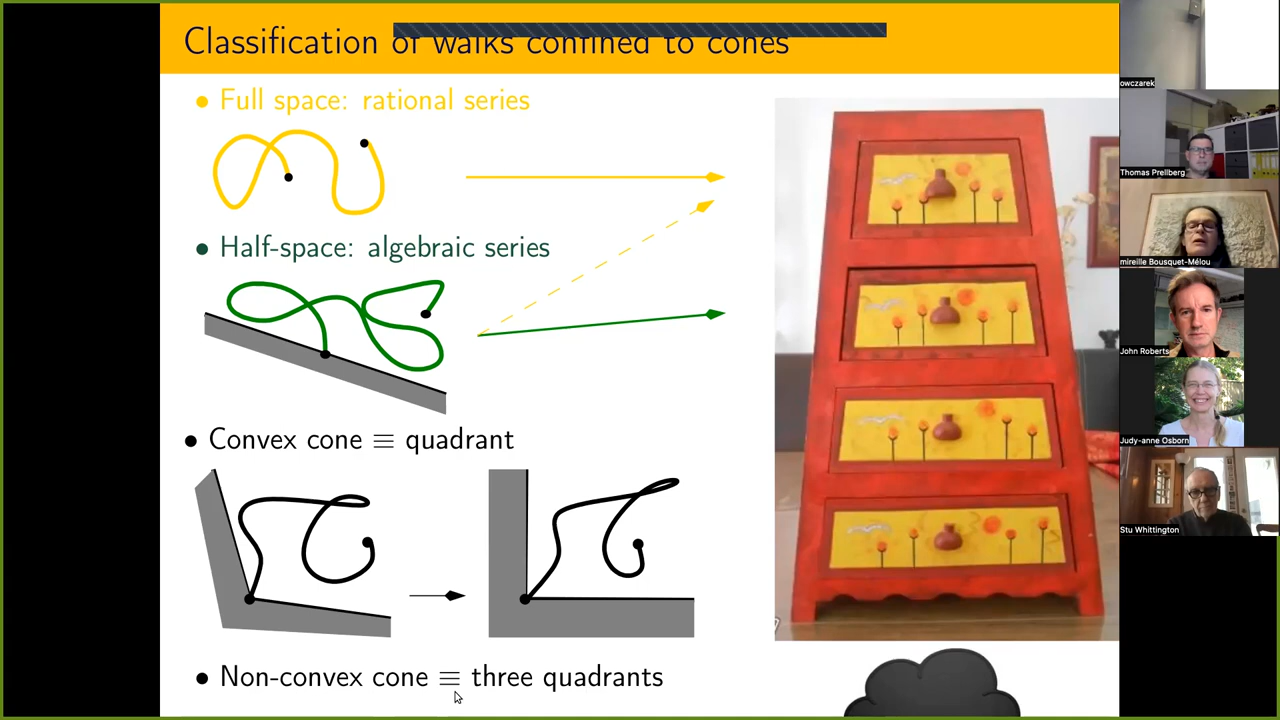 Classification of walks confined to cones
• Full space: rational series
• Half-space: algebraic series
• Convex cone ≡ quadrant
• Non-convex cone ≡ three quadrants
owczarek
Thomas Prellberg
mireille Bousquet-Mélou
John Roberts
Judy-anne Osborn
Stu Whittington